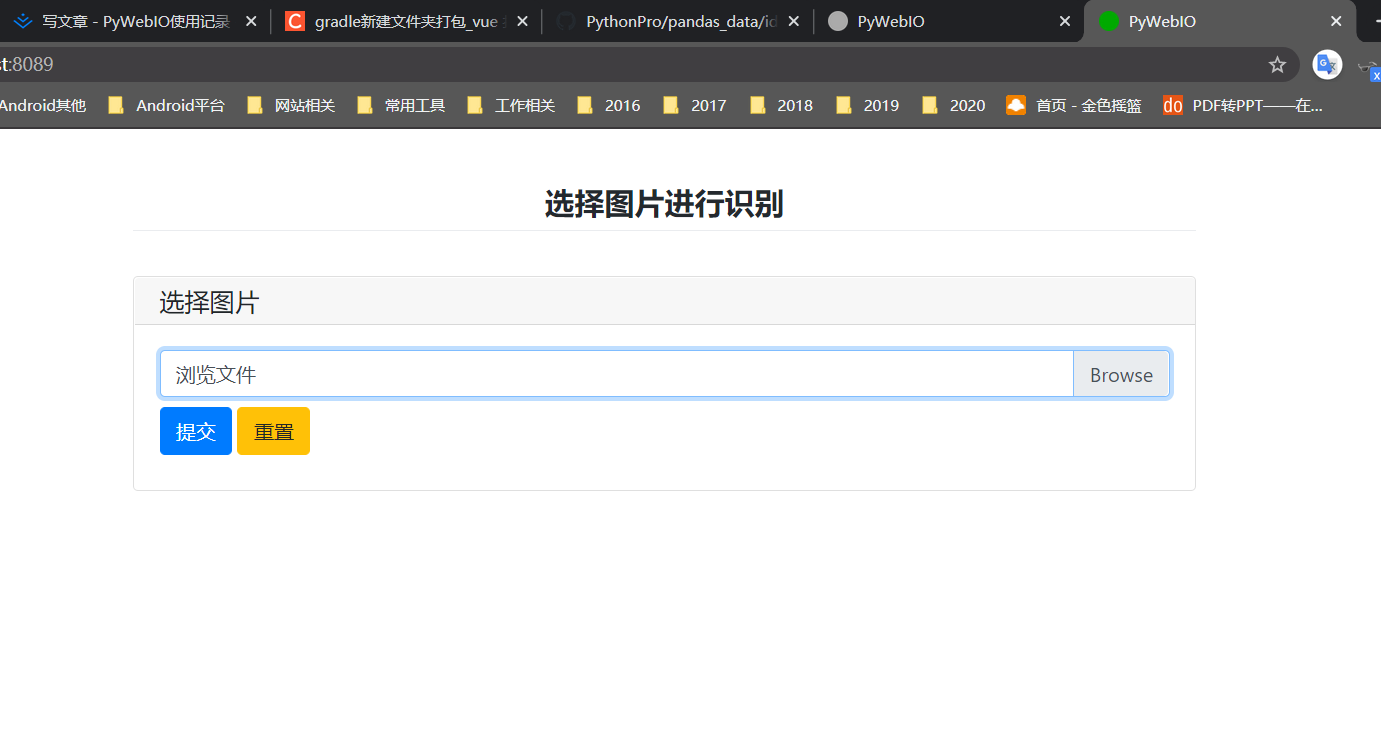 写文章 - PyWebIO使用记录
gradle新建文件夹打包_vue
PythonPro/pandas_data/id
PyWebIO
PyWebIO
t:8089
Android其他
Android平台
网站相关
常用工具
工作相关
2016
2017
2018
2019
2020
首页 - 金色摇篮
do PDF转PPT——在...
选择图片进行识别
选择图片
浏览文件
Browse
提交
重置